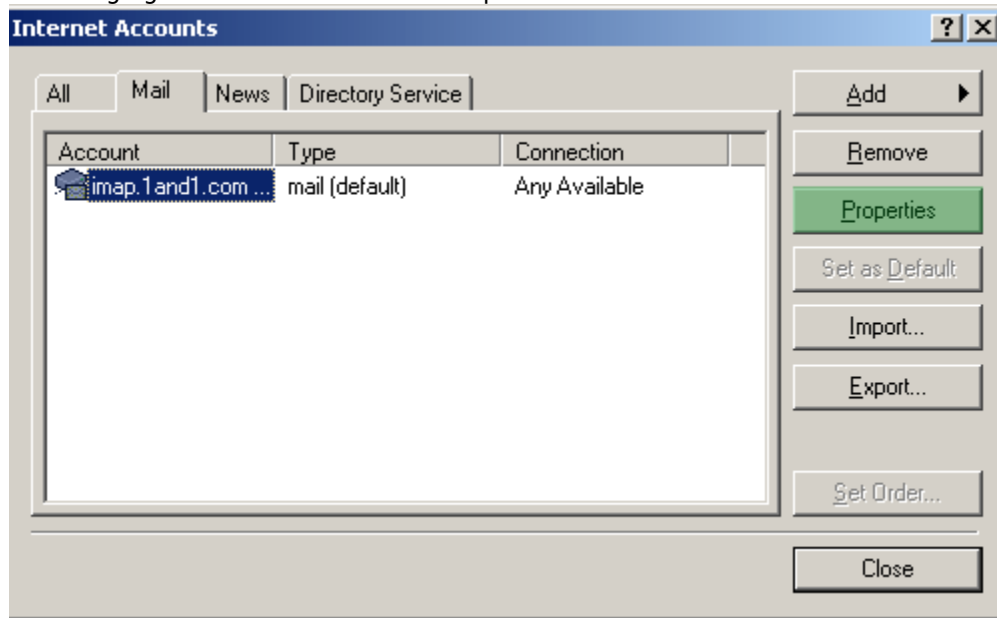 Internet Accounts
All Mail News Directory Service
Account Type Connection
imap.1and1.com ... mail (default) Any Available
Add
Remove
Properties
Set as Default
Import...
Export...
Set Order...
Close